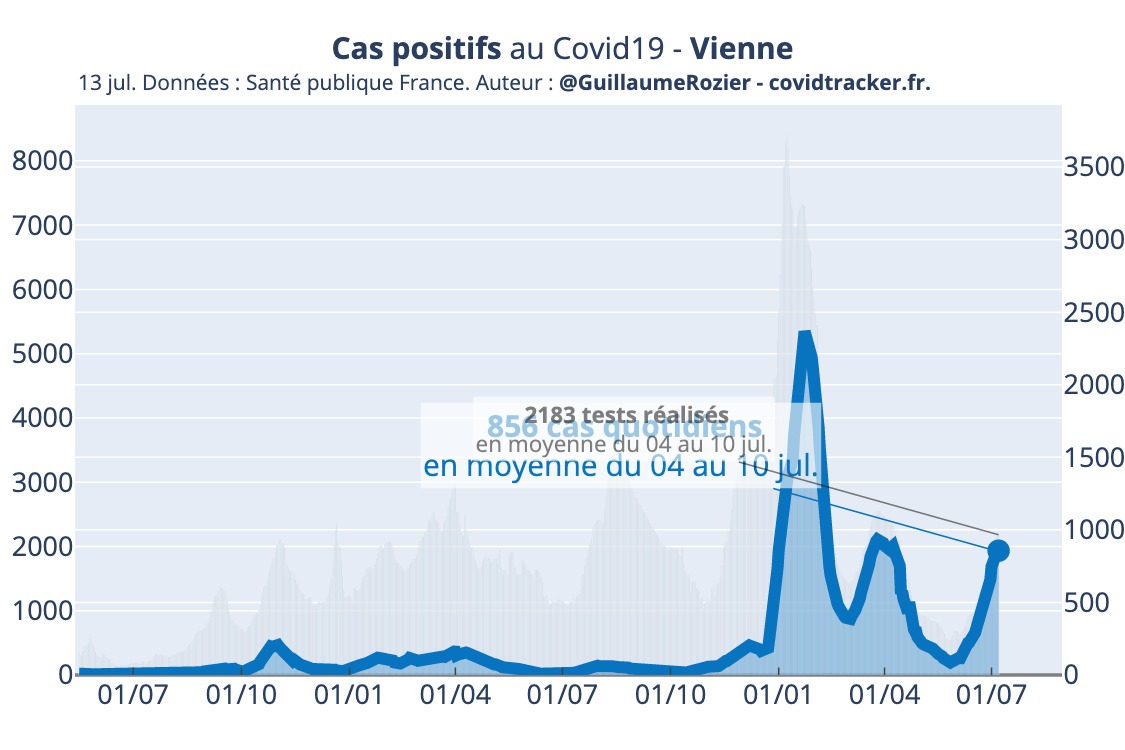 Cas positifs au Covid19 - Vienne
13 jul. Données : Santé publique France. Auteur : @GuillaumeRozier - covidtracker.fr.
8000
7000
6000
5000
4000
3000
2000
1000
0
3500
3000
2500
2000
1500
1000
500
0
2183 tests réalisés
en moyenne du 04 au 10 jul.
856 cas quotidiens
en moyenne du 04 au 10 jul.
01/07 01/10 01/01 01/04 01/07 01/10 01/01 01/04 01/07